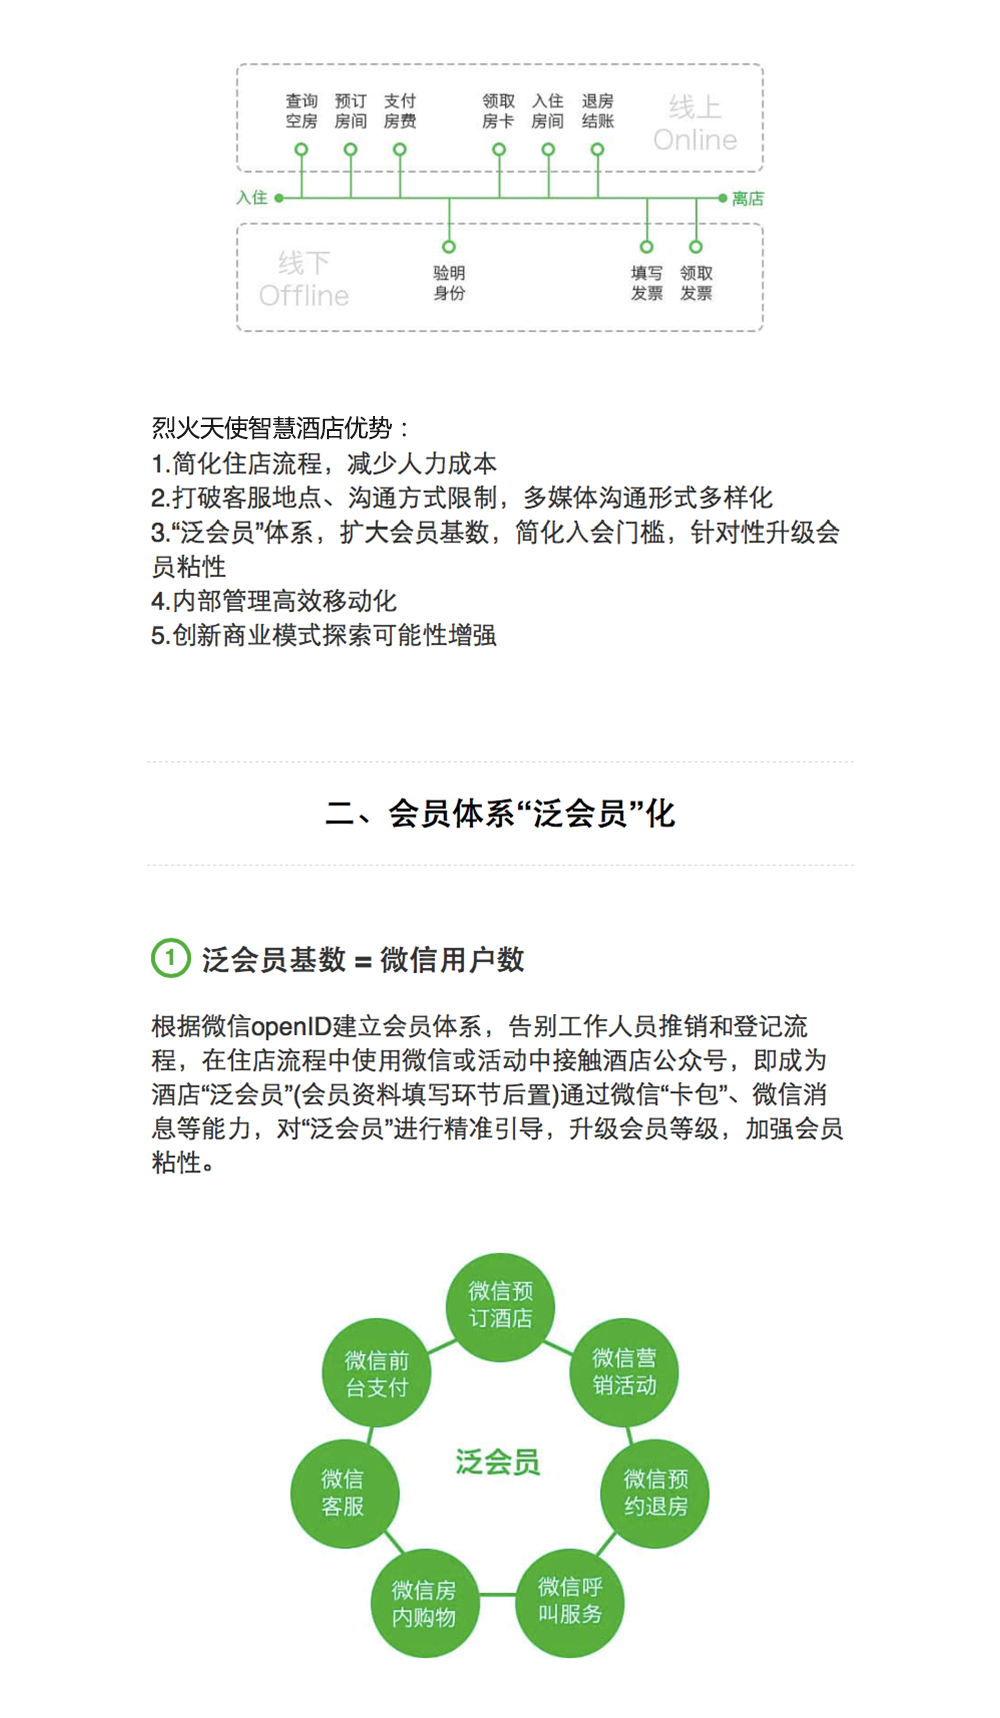 查询 预订 支付 领取 入住 退房 线上
空房 房间 房费 房卡 房间 结账 Online
入住 离店
线下
Offline
验明 填写 领取
身份 发票 发票
烈火天使智慧酒店优势：
1.简化住店流程，减少人力成本
2.打破客服地点、沟通方式限制，多媒体沟通形式多样化
3.“泛会员”体系，扩大会员基数，简化入会门槛，针对性升级会
员粘性
4.内部管理高效移动化
5.创新商业模式探索可能性增强
二、会员体系“泛会员”化
1 泛会员基数 = 微信用户数
根据微信openID建立会员体系，告别工作人员推销和登记流
程，在住店流程中使用微信或活动中接触酒店公众号，即成为
酒店“泛会员”(会员资料填写环节后置)通过微信“卡包”、微信消
息等能力，对“泛会员”进行精准引导，升级会员等级，加强会员
粘性。
微信预
订酒店
微信前
台支付
微信营
销活动
泛会员
微信
客服
微信预
约退房
微信房
内购物
微信呼
叫服务